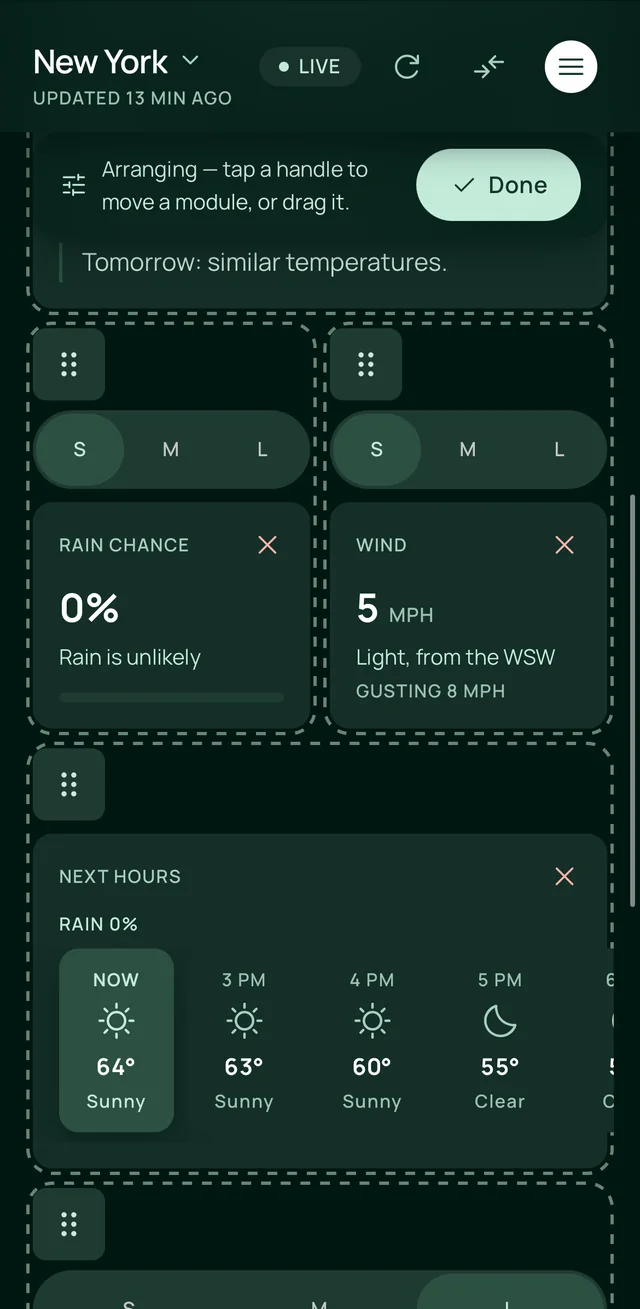 New York
LIVE
UPDATED 13 MIN AGO
Arranging — tap a handle to
move a module, or drag it.
Done
Tomorrow: similar temperatures.
S M L
S M L
RAIN CHANCE
0%
Rain is unlikely
WIND
5 MPH
Light, from the WSW
GUSTING 8 MPH
NEXT HOURS
RAIN 0%
NOW 3 PM 4 PM 5 PM
64° 63° 60° 55°
Sunny Sunny Sunny Clear
S M L